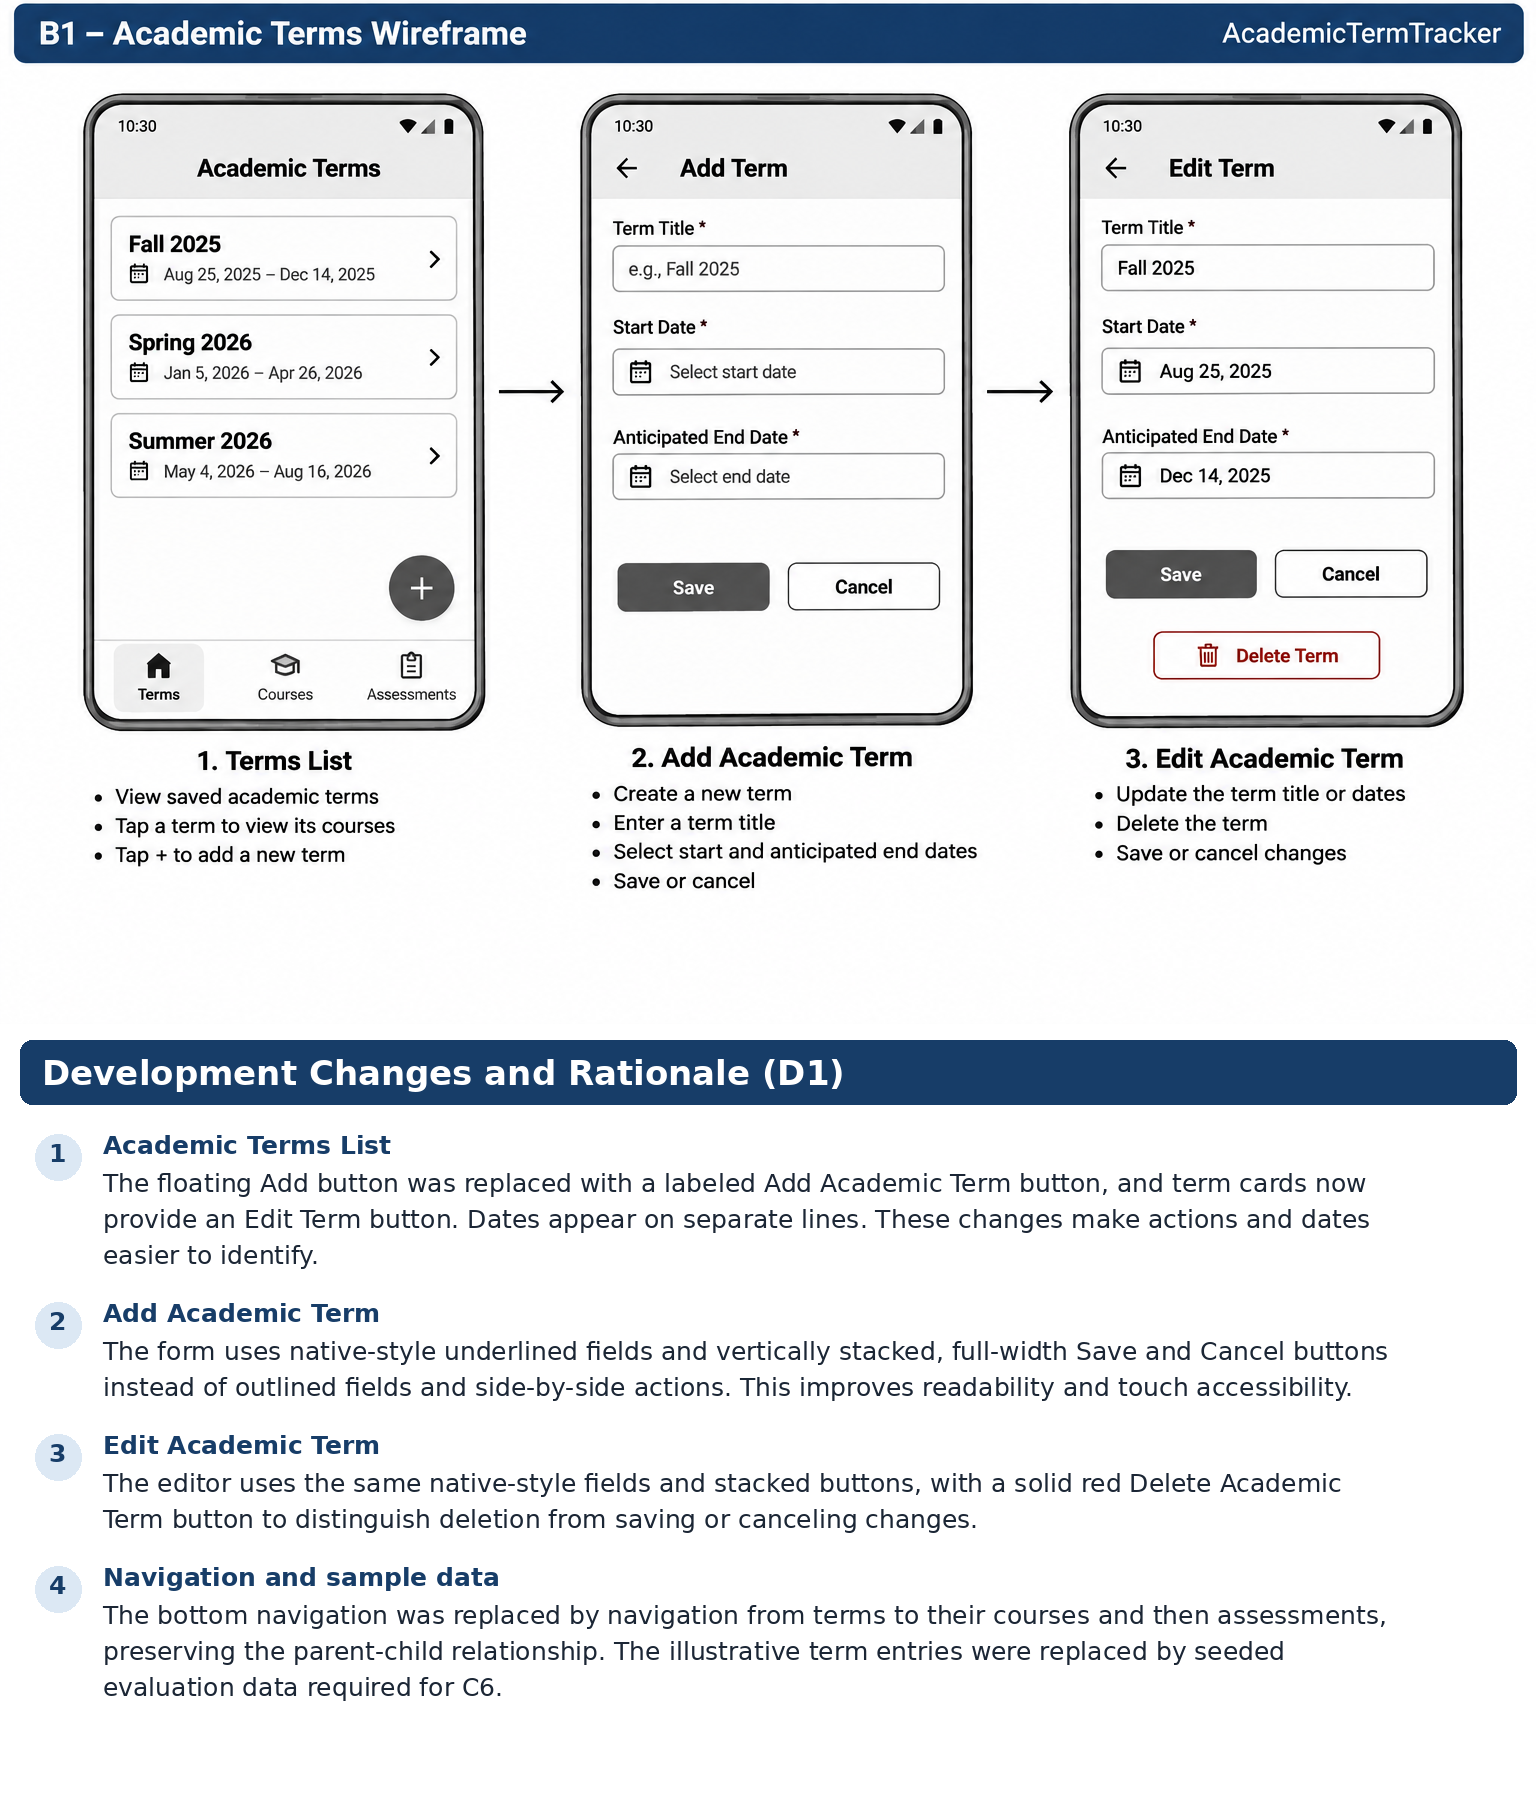 B1 – Academic Terms Wireframe
AcademicTermTracker
10:30
Academic Terms
Fall 2025
Aug 25, 2025 – Dec 14, 2025
Spring 2026
Jan 5, 2026 – Apr 26, 2026
Summer 2026
May 4, 2026 – Aug 16, 2026
+
Terms
Courses
Assessments
1. Terms List
• View saved academic terms
• Tap a term to view its courses
• Tap + to add a new term
10:30
← Add Term
Term Title *
e.g., Fall 2025
Start Date *
Select start date
Anticipated End Date *
Select end date
Save
Cancel
2. Add Academic Term
• Create a new term
• Enter a term title
• Select start and anticipated end dates
• Save or cancel
10:30
← Edit Term
Term Title *
Fall 2025
Start Date *
Aug 25, 2025
Anticipated End Date *
Dec 14, 2025
Save
Cancel
Delete Term
3. Edit Academic Term
• Update the term title or dates
• Delete the term
• Save or cancel changes
Development Changes and Rationale (D1)
1
Academic Terms List
The floating Add button was replaced with a labeled Add Academic Term button, and term cards now
provide an Edit Term button. Dates appear on separate lines. These changes make actions and dates
easier to identify.
2
Add Academic Term
The form uses native-style underlined fields and vertically stacked, full-width Save and Cancel buttons
instead of outlined fields and side-by-side actions. This improves readability and touch accessibility.
3
Edit Academic Term
The editor uses the same native-style fields and stacked buttons, with a solid red Delete Academic
Term button to distinguish deletion from saving or canceling changes.
4
Navigation and sample data
The bottom navigation was replaced by navigation from terms to their courses and then assessments,
preserving the parent-child relationship. The illustrative term entries were replaced by seeded
evaluation data required for C6.